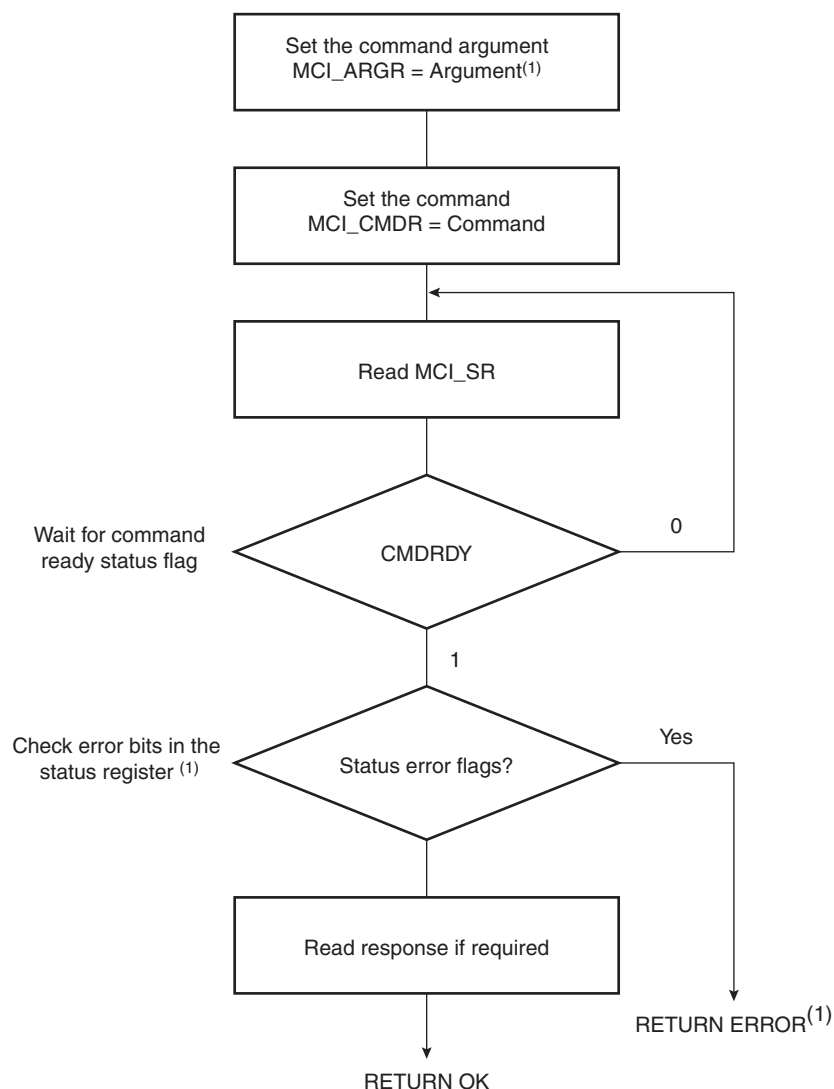 Set the command argument
MCI_ARGR = Argument(1)
Set the command
MCI_CMDR = Command
Read MCI_SR
Wait for command
ready status flag
CMDRDY
0
1
Check error bits in the
status register (1)
Status error flags?
Yes
Read response if required
RETURN ERROR(1)
RETURN OK